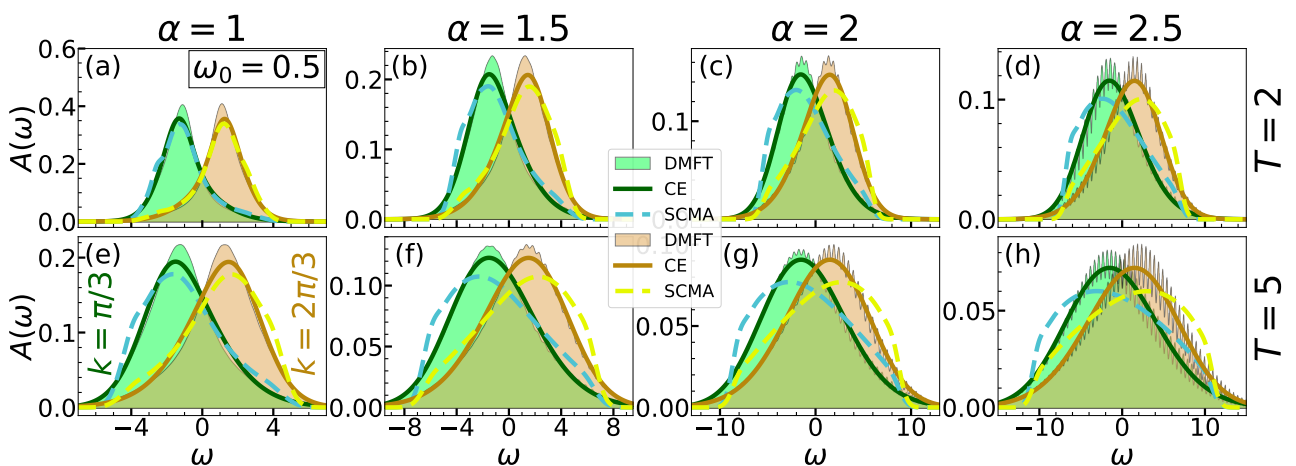 α = 1
α = 1.5
α = 2
α = 2.5
A(ω)
0.6
0.4
0.2
0.0
(a)
ω₀ = 0.5
0.2
0.1
0.0
(b)
0.1
0.0
(c)
0.1
0.0
(d)
T = 2
DMFT
CE
SCMA
DMFT
CE
SCMA
A(ω)
0.2
0.1
0.0
(e)
k = π/3
k = 2π/3
0.10
0.05
0.00
(f)
0.05
0.00
(g)
0.05
0.00
(h)
T = 5
−4 0 4
−8 −4 0 4 8
−10 0 10
−10 0 10
ω
ω
ω
ω